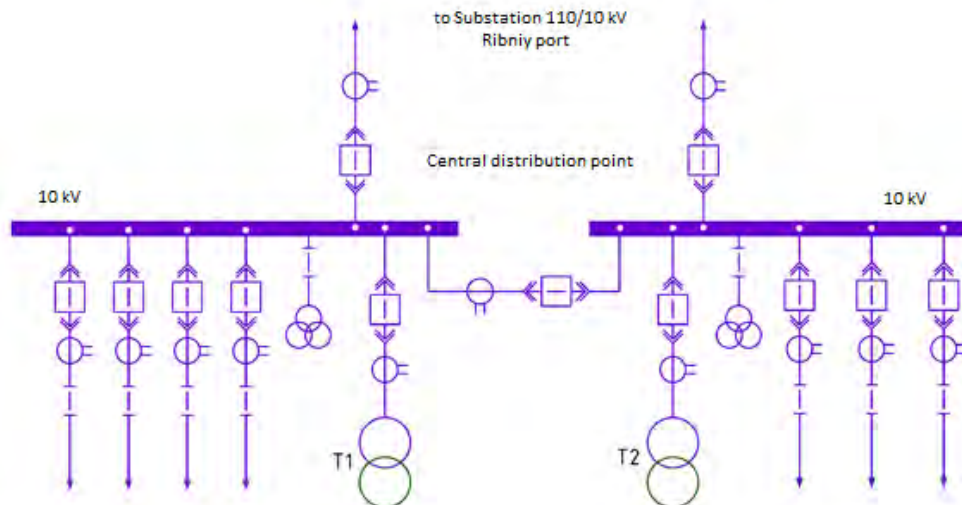 to Substation 110/10 kV
Ribniy port
Central distribution point
10 kV
10 kV
T1
T2